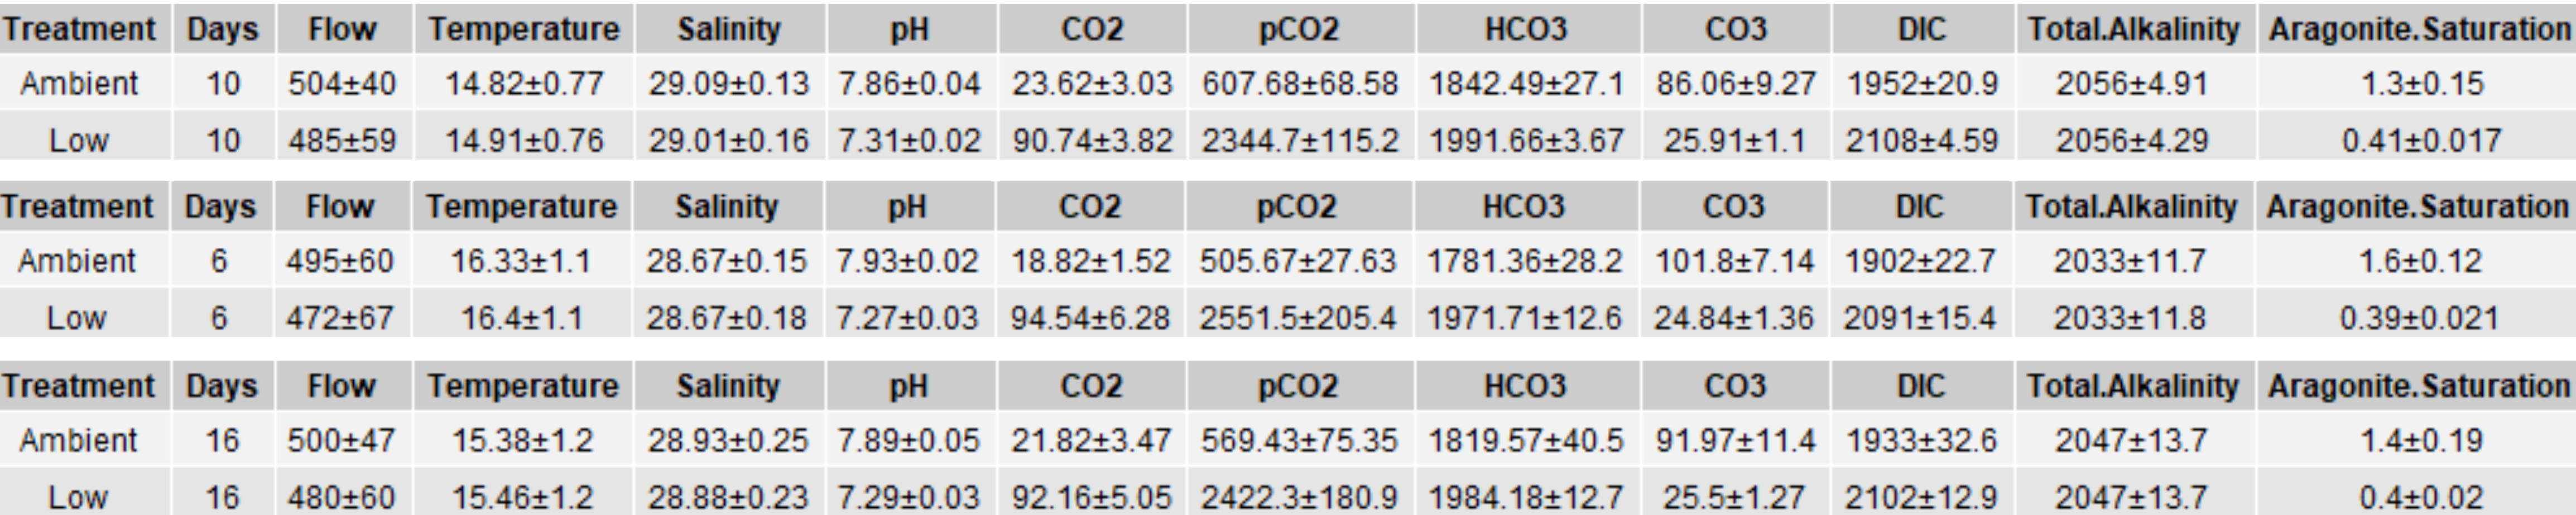 Treatment Days Flow Temperature Salinity pH CO2 pCO2 HCO3 CO3 DIC Total.Alkalinity Aragonite.Saturation
Ambient 10 504±40 14.82±0.77 29.09±0.13 7.86±0.04 23.62±3.03 607.68±68.58 1842.49±27.1 86.06±9.27 1952±20.9 2056±4.91 1.3±0.15
Low 10 485±59 14.91±0.76 29.01±0.16 7.31±0.02 90.74±3.82 2344.7±115.2 1991.66±3.67 25.91±1.1 2108±4.59 2056±4.29 0.41±0.017
Treatment Days Flow Temperature Salinity pH CO2 pCO2 HCO3 CO3 DIC Total.Alkalinity Aragonite.Saturation
Ambient 6 495±60 16.33±1.1 28.67±0.15 7.93±0.02 18.82±1.52 505.67±27.63 1781.36±28.2 101.8±7.14 1902±22.7 2033±11.7 1.6±0.12
Low 6 472±67 16.4±1.1 28.67±0.18 7.27±0.03 94.54±6.28 2551.5±205.4 1971.71±12.6 24.84±1.36 2091±15.4 2033±11.8 0.39±0.021
Treatment Days Flow Temperature Salinity pH CO2 pCO2 HCO3 CO3 DIC Total.Alkalinity Aragonite.Saturation
Ambient 16 500±47 15.38±1.2 28.93±0.25 7.89±0.05 21.82±3.47 569.43±75.35 1819.57±40.5 91.97±11.4 1933±32.6 2047±13.7 1.4±0.19
Low 16 480±60 15.46±1.2 28.88±0.23 7.29±0.03 92.16±5.05 2422.3±180.9 1984.18±12.7 25.5±1.27 2102±12.9 2047±13.7 0.4±0.02